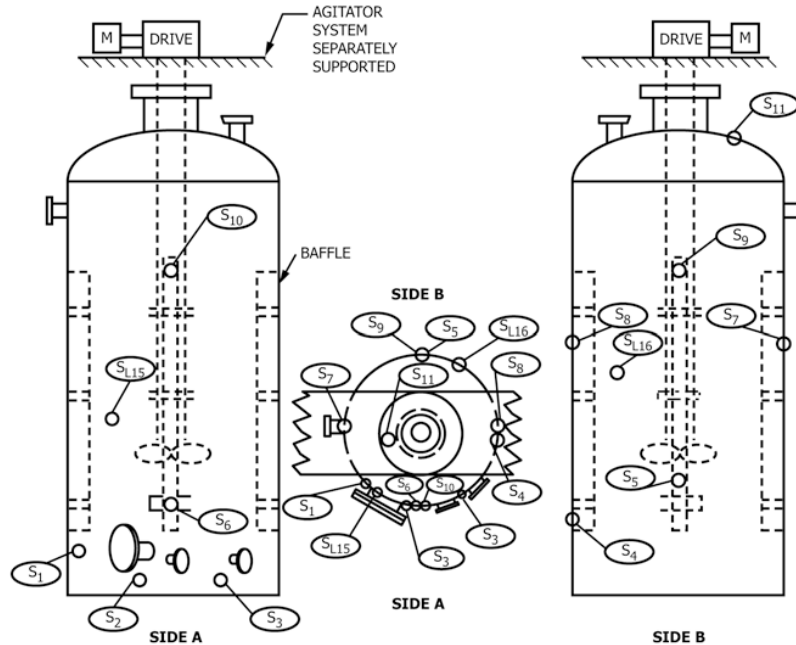 AGITATOR
SYSTEM
SEPARATELY
SUPPORTED
M
DRIVE
DRIVE
M
S11
S10
S9
BAFFLE
SIDE B
S9
S5
SL16
S8
S7
S8
SL16
S7
S11
SL15
S6
S10
S5
S4
S1
S6
S3
SL15
S3
S4
S1
S2
S3
SIDE A
SIDE A
SIDE B